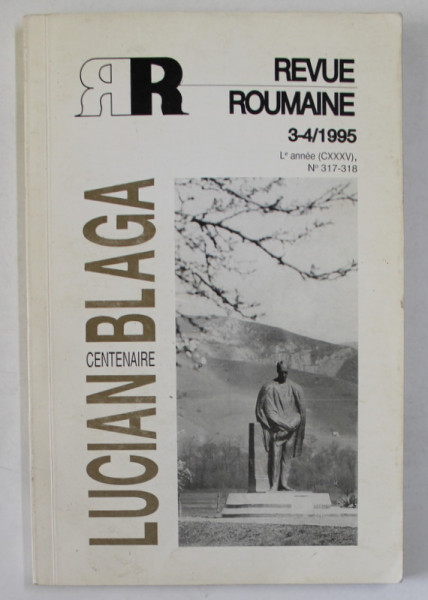 RR
REVUE
ROUMAINE
3-4/1995
Lᵉ année (CXXXV),
Nᵒ 317-318
LUCIAN BLAGA
CENTENAIRE